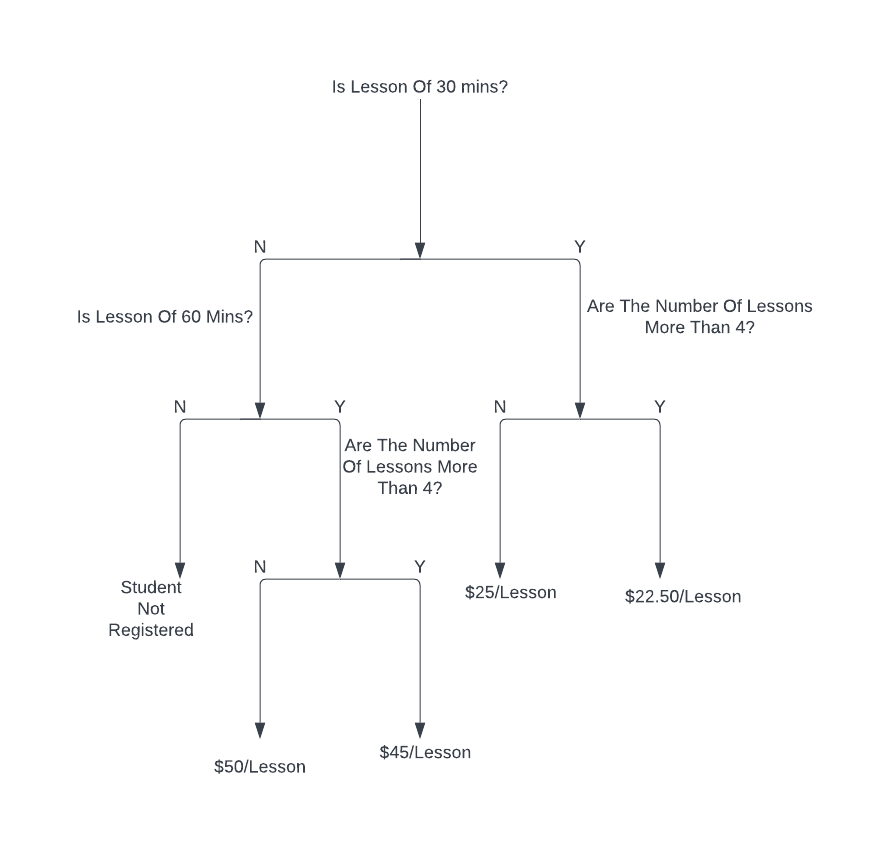 Is Lesson Of 30 mins?
N
Y
Is Lesson Of 60 Mins?
Are The Number Of Lessons
More Than 4?
N
Y
N
Y
Are The Number
Of Lessons More
Than 4?
N
Y
Student
Not
Registered
$25/Lesson
$22.50/Lesson
$50/Lesson
$45/Lesson